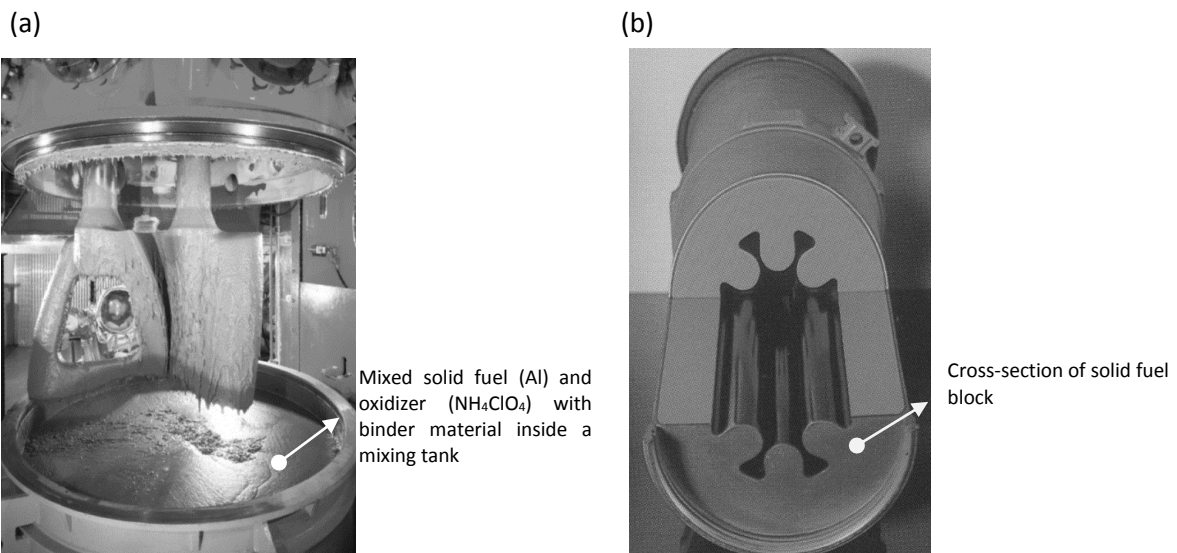 (a)
(b)
Mixed solid fuel (Al) and
oxidizer (NH₄ClO₄) with
binder material inside a
mixing tank
Cross-section of solid fuel
block